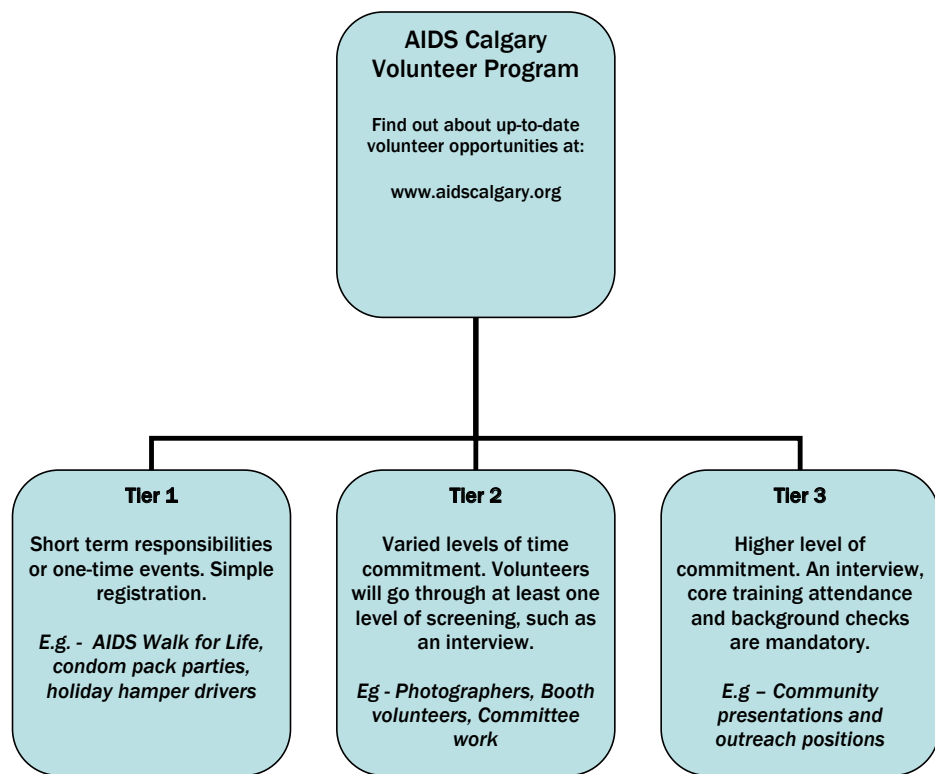 AIDS Calgary
Volunteer Program
Find out about up-to-date
volunteer opportunities at:
www.aidscalgary.org
Tier 1
Short term responsibilities
or one-time events. Simple
registration.
E.g. - AIDS Walk for Life,
condom pack parties,
holiday hamper drivers
Tier 2
Varied levels of time
commitment. Volunteers
will go through at least one
level of screening, such as
an interview.
Eg - Photographers, Booth
volunteers, Committee
work
Tier 3
Higher level of
commitment. An interview,
core training attendance
and background checks
are mandatory.
E.g – Community
presentations and
outreach positions